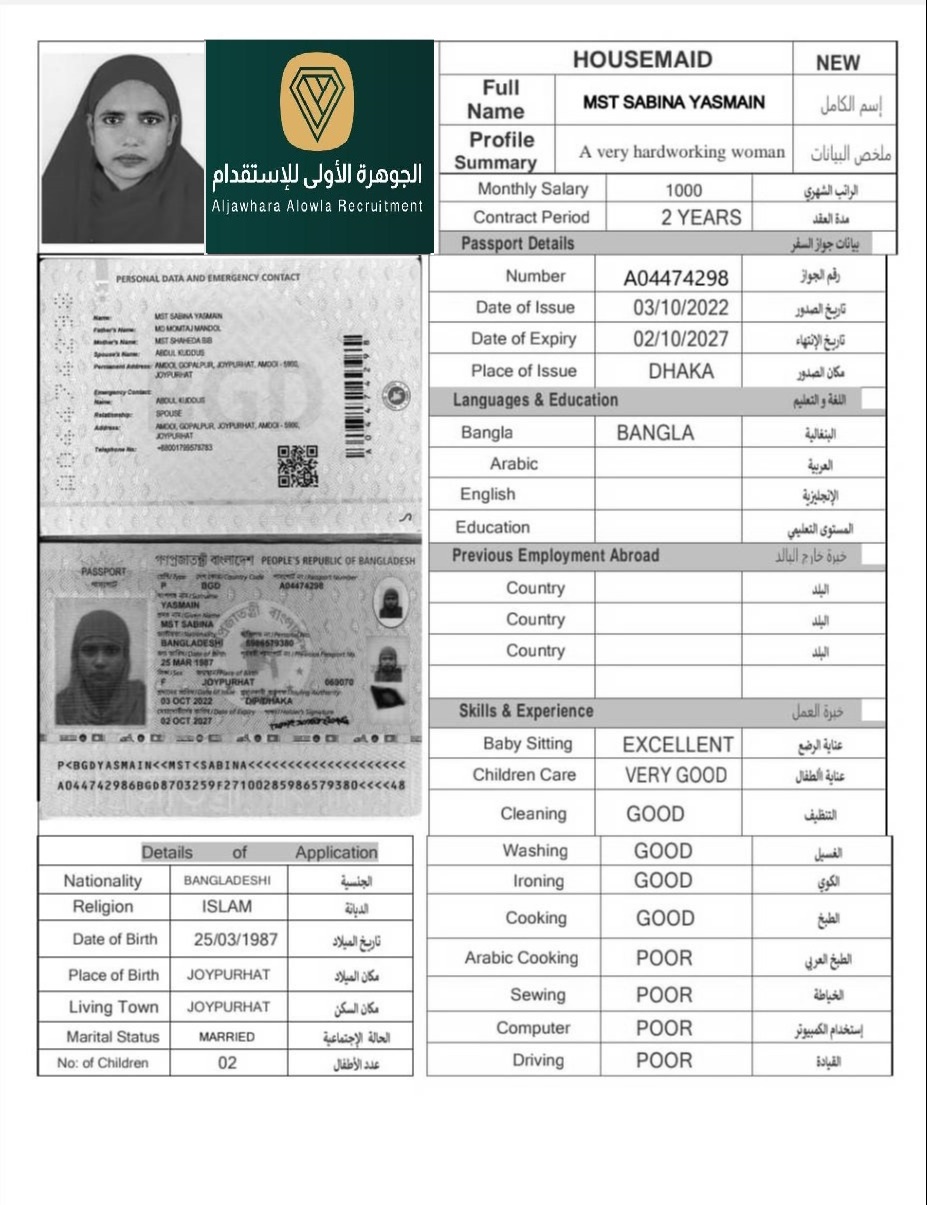 الجوهرة الأولى للإستقدام
Aljawhara Alowla Recruitment
HOUSEMAID NEW
Full Name MST SABINA YASMAIN إسم الكامل
Profile Summary A very hardworking woman ملخص البيانات
Monthly Salary 1000 الراتب الشهري
Contract Period 2 YEARS مدة العقد
Passport Details بيانات جواز السفر
Number A04474298 رقم الجواز
Date of Issue 03/10/2022 تاريخ الصدور
Date of Expiry 02/10/2027 تاريخ الإنتهاء
Place of Issue DHAKA مكان الصدور
Languages & Education اللغة و التعليم
Bangla BANGLA البنغالية
Arabic العربية
English الإنجليزية
Education المستوى التعليمي
Previous Employment Abroad خبرة خارج البالد
Country البلد
Country البلد
Country البلد
Skills & Experience خبرة العمل
Baby Sitting EXCELLENT عناية الرضع
Children Care VERY GOOD عناية األطفال
Cleaning GOOD التنظيف
Washing GOOD الغسيل
Ironing GOOD الكوي
Cooking GOOD الطبخ
Arabic Cooking POOR الطبخ العربي
Sewing POOR الخياطة
Computer POOR إستخدام الكمبيوتر
Driving POOR القيادة
PERSONAL DATA AND EMERGENCY CONTACT
Name: MST SABINA YASMAIN
Father's Name: MD MOMTAJ MANDOL
Mother's Name: MST SHAHEDA BIB
Spouse's Name: ABDUL KUDDUS
Permanent Address: AMDOI, GOPALPUR, JOYPURHAT, AMDOI - 5900,
JOYPURHAT
Emergency Contact:
Name: ABDUL KUDDUS
Relationship: SPOUSE
Address: AMDOI, GOPALPUR, JOYPURHAT, AMDOI - 5900,
JOYPURHAT
Telephone No:
গণপ্রজাতন্ত্রী বাংলাদেশ PEOPLE'S REPUBLIC OF BANGLADESH
PASSPORT
পাসপোর্ট
P BGD A04474298
YASMAIN
MST SABINA
BANGLADESHI 5986579380
25 MAR 1987
F JOYPURHAT
03 OCT 2022 DIP/DHAKA
02 OCT 2027
P<BGDYASMAIN<<MST<SABINA<<<<<<<<<<<<<<<<<<<<
A044742986BGD8703259F27100285986579380<<<<48
Details of Application
Nationality BANGLADESHI الجنسية
Religion ISLAM الديانة
Date of Birth 25/03/1987 تاريخ الميلاد
Place of Birth JOYPURHAT مكان الميلاد
Living Town JOYPURHAT مكان السكن
Marital Status MARRIED الحالة الإجتماعية
No: of Children 02 عدد الأطفال